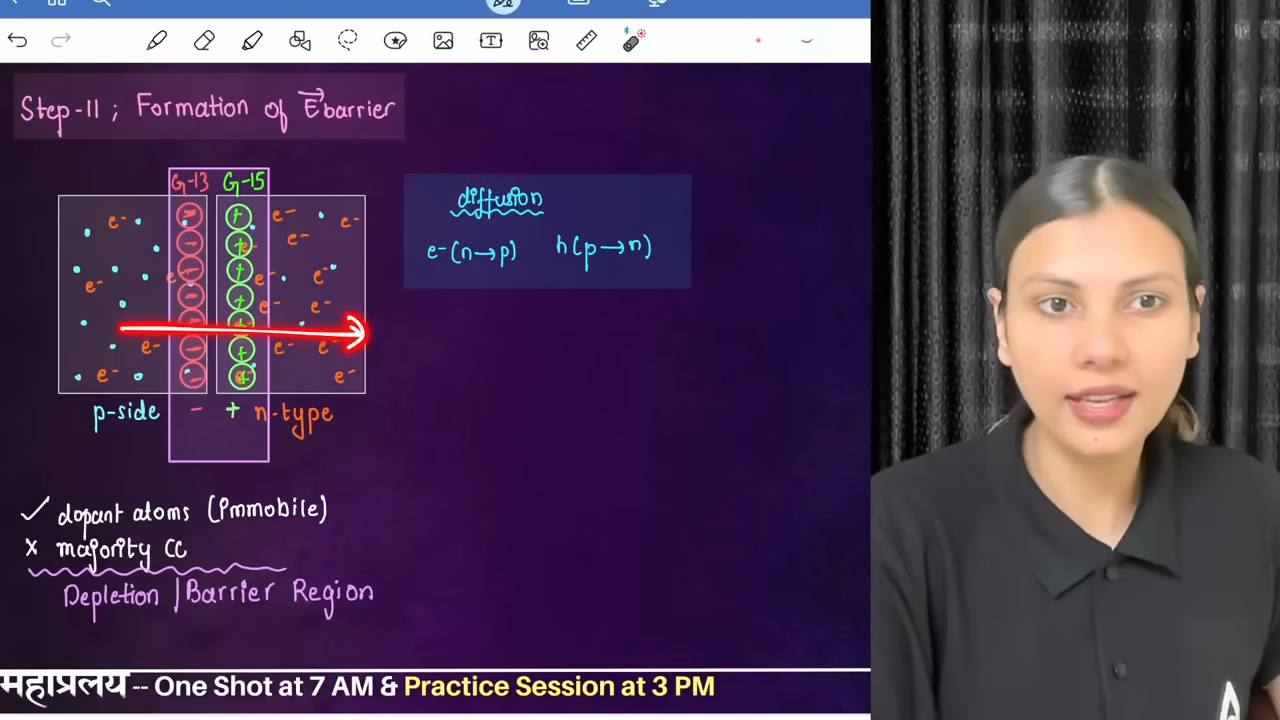 Step-II ; Formation of E barrier
G-13 G-15
diffusion
e-(n→p) h(p→n)
p-side - + n-type
✓ dopant atoms (Immobile)
x majority CC
Depletion | Barrier Region
महाप्रलय -- One Shot at 7 AM & Practice Session at 3 PM